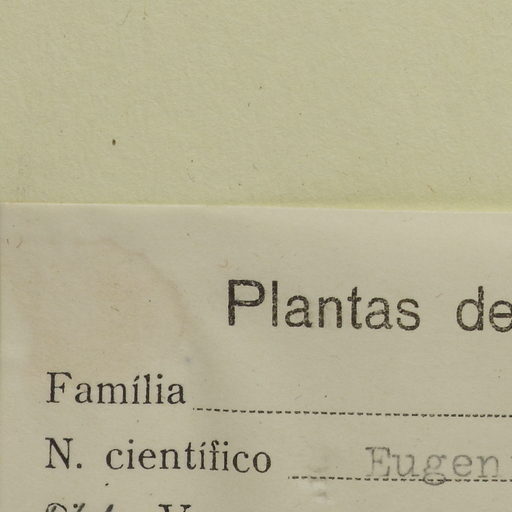 Plantas de
Família
N. científico Eugen